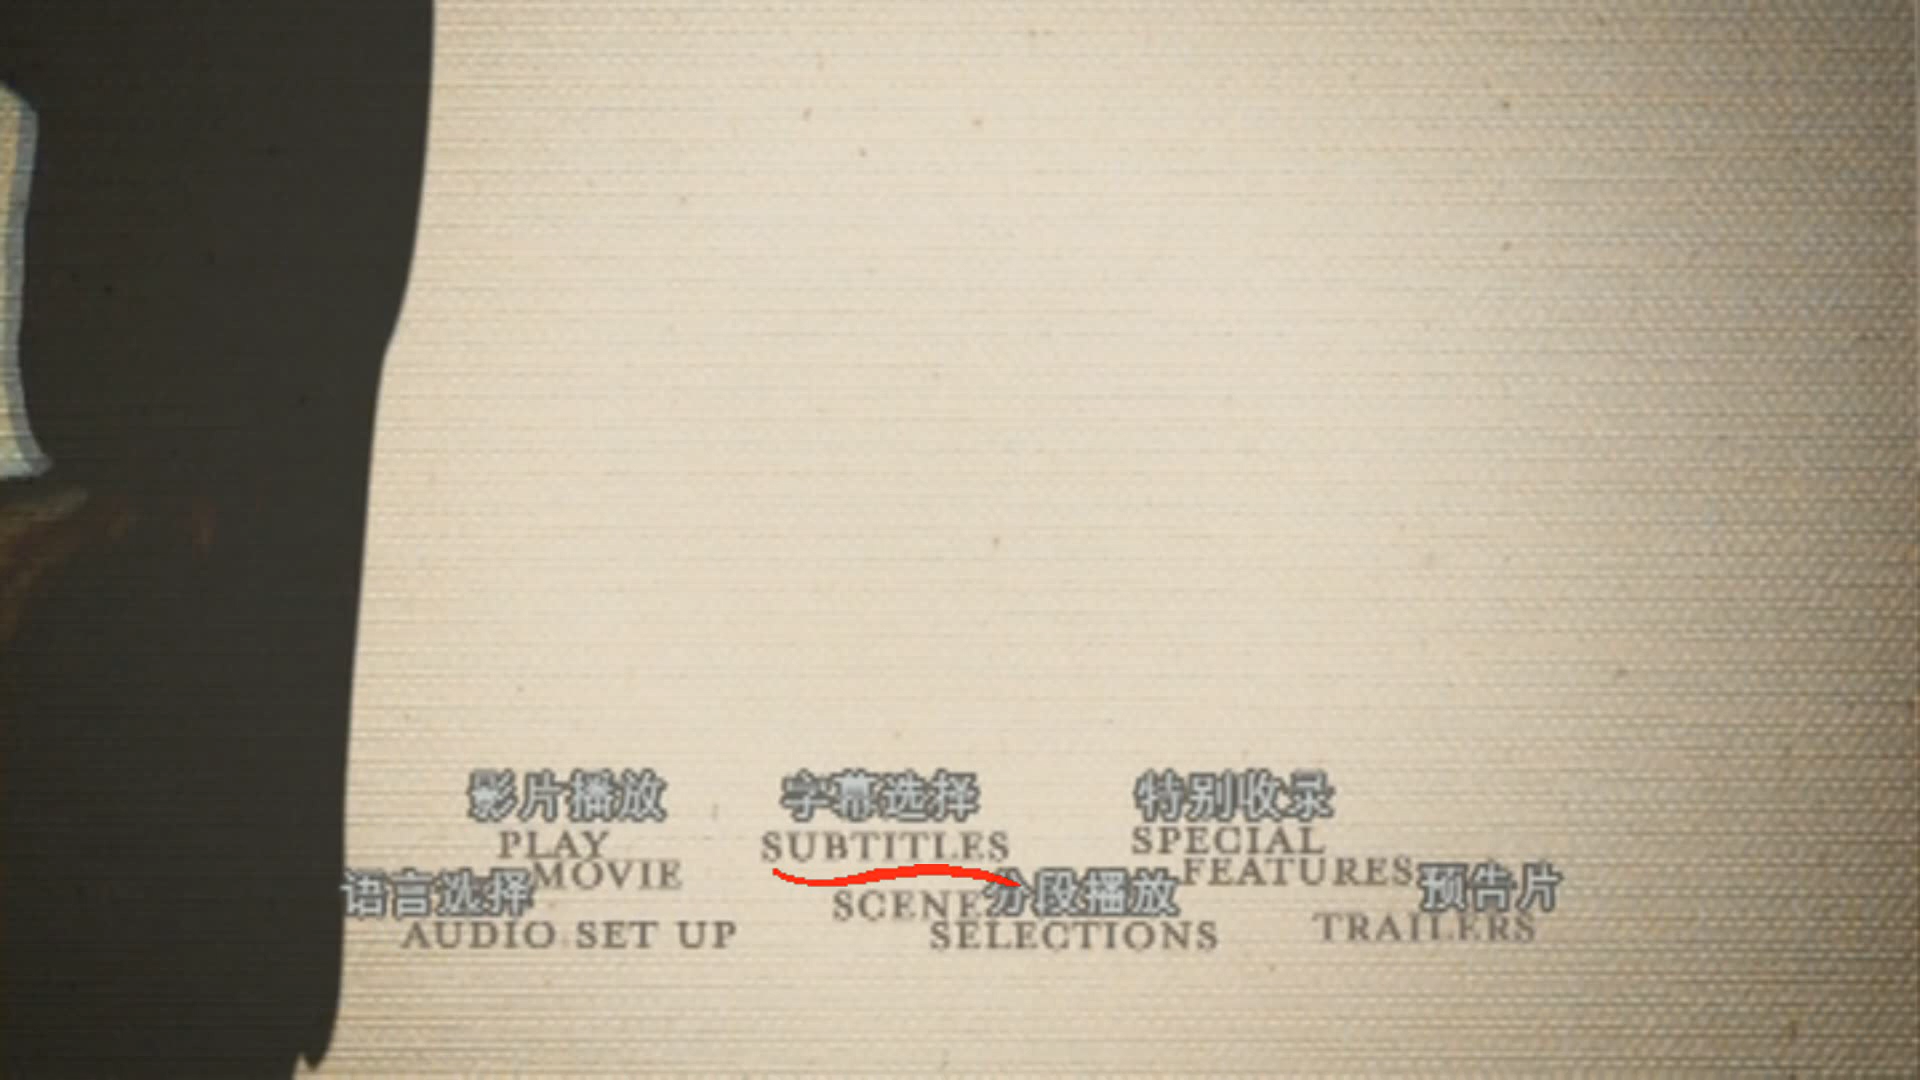 影片播放
PLAY
MOVIE
字幕选择
SUBTITLES
特别收录
SPECIAL
FEATURES
语言选择
AUDIO SET UP
分段播放
SCENE
SELECTIONS
预告片
TRAILERS